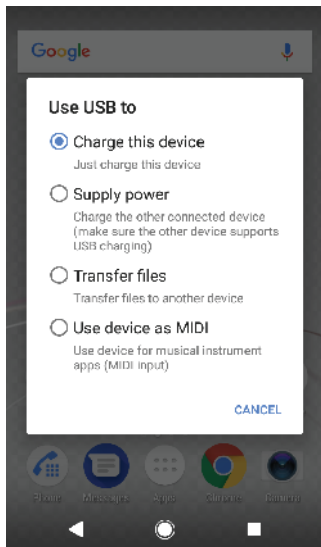 Google
Use USB to
Charge this device
Just charge this device
Supply power
Charge the other connected device
(make sure the other device supports
USB charging)
Transfer files
Transfer files to another device
Use device as MIDI
Use device for musical instrument
apps (MIDI input)
CANCEL
Phone Messages Apps Chrome Camera